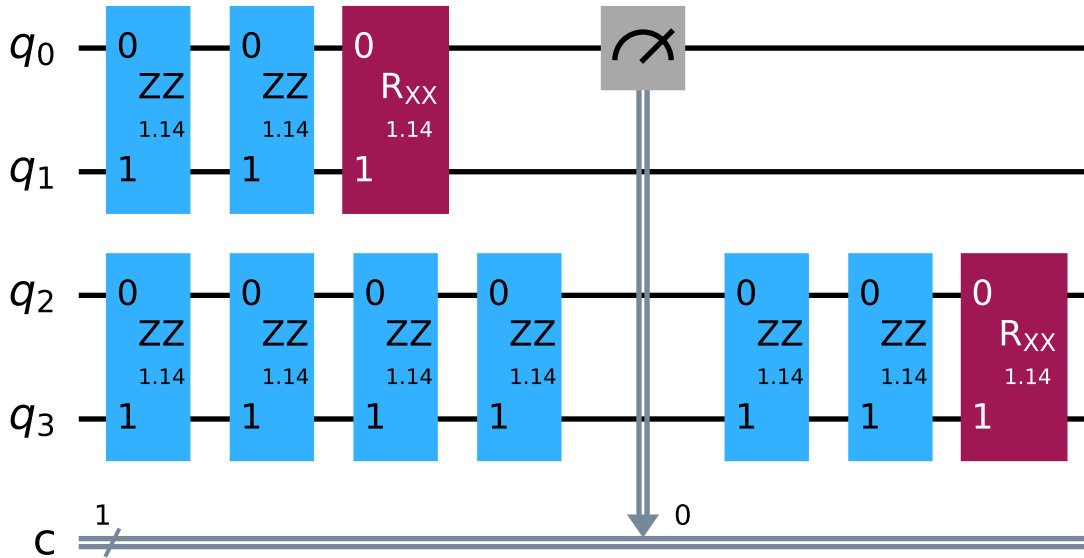 q0 0 0 0
ZZ ZZ RXX
1.14 1.14 1.14
q1 1 1 1
q2 0 0 0 0 0 0 0
ZZ ZZ ZZ ZZ ZZ ZZ RXX
1.14 1.14 1.14 1.14 1.14 1.14 1.14
q3 1 1 1 1 1 1 1
1 0
c